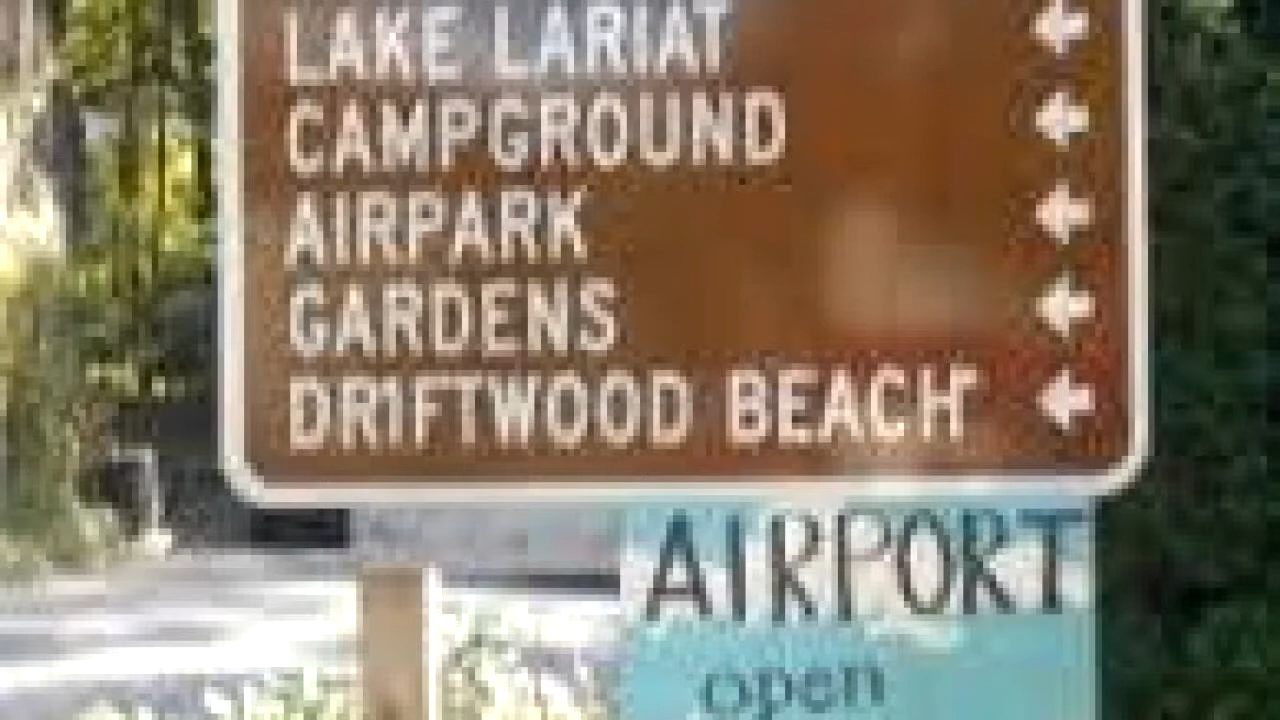 LAKE LARIAT
CAMPGROUND
AIRPARK
GARDENS
DRIFTWOOD BEACH
AIRPORT
open